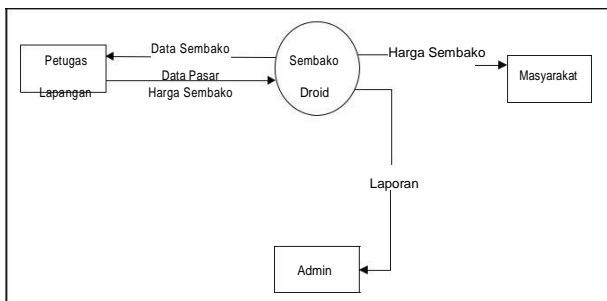 Petugas
Lapangan
Data Sembako
Data Pasar
Harga Sembako
Sembako
Droid
Harga Sembako
Masyarakat
Laporan
Admin